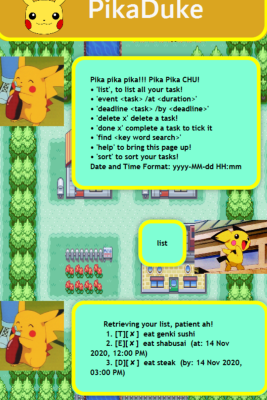 PikaDuke
Pika pika pika!!! Pika Pika CHU!
• 'list', to list all your task!
• 'event <task> /at <duration>'
• 'deadline <task> /by <deadline>'
• 'delete x' delete a task!
• 'done x' complete a task to tick it
• 'find <key word search>'
• 'help' to bring this page up!
• 'sort' to sort your tasks!
Date and Time Format: yyyy-MM-dd HH:mm
list
Retrieving your list, patient ah!
1. [T][✘] eat genki sushi
2. [E][✘] eat shabusai (at: 14 Nov
2020, 12:00 PM)
3. [D][✘] eat steak (by: 14 Nov 2020,
03:00 PM)